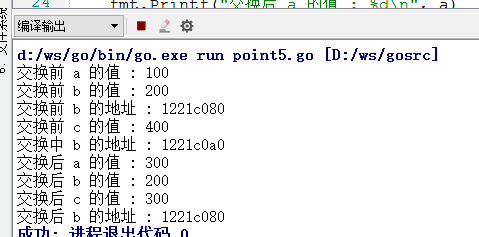 24 fmt.Printf("交换后 a 的值 : %d\n", a)
编译输出
d:/ws/go/bin/go.exe run point5.go [D:/ws/gosrc]
交换前 a 的值 : 100
交换前 b 的值 : 200
交换前 b 的地址 : 1221c080
交换前 c 的值 : 400
交换中 b 的地址 : 1221c0a0
交换后 a 的值 : 300
交换后 b 的值 : 200
交换后 c 的值 : 300
交换后 b 的地址 : 1221c080
成功: 进程退出代码 0.